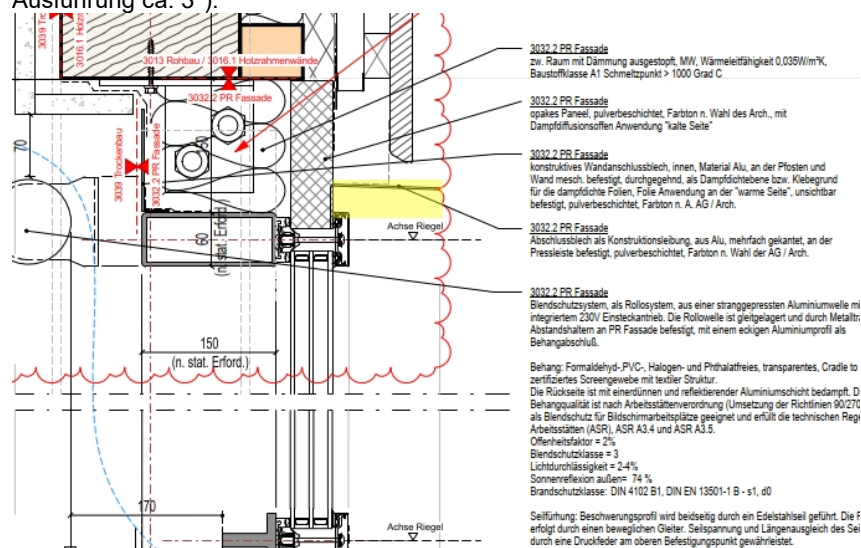 Ausführung ca. 3°).
3039 Tro
3016.1 Holz
3013 Rohbau / 3016.1 Holzrahmenwände
3032.2 PR Fassade
3039 Trockenbau
3032.2 PR Fassade
70
90
60
(n. stat. Erford.)
Achse Riegel
150
(n. stat. Erford.)
170
Achse Riegel
3032.2 PR Fassade
zw. Raum mit Dämmung ausgestopft, MW, Wärmeleitfähigkeit 0,035W/m²K,
Baustoffklasse A1 Schmeltzpunkt > 1000 Grad C
3032.2 PR Fassade
opakes Paneel, pulverbeschichtet, Farbton n. Wahl des Arch., mit
Dampfdiffusionsoffen Anwendung "kalte Seite"
3032.2 PR Fassade
konstruktives Wandanschlussblech, innen, Material Alu, an der Pfosten und
Wand mesch. befestigt, durchgegehnd, als Dampfdichtebene bzw. Klebegrund
für die dampfdichte Folien, Folie Anwendung an der "warme Seite", unsichtbar
befestigt, pulverbeschichtet, Farbton n. A. AG / Arch.
3032.2 PR Fassade
Abschlussblech als Konstruktionsleibung, aus Alu, mehrfach gekantet, an der
Pressleiste befestigt, pulverbeschichtet, Farbton n. Wahl der AG / Arch.
3032.2 PR Fassade
Blendschutzsystem, als Rollosystem, aus einer stranggepressten Aluminiumwelle mi
integriertem 230V Einsteckantrieb. Die Rollowelle ist gleitgelagert und durch Metallträ
Abstandshaltern an PR Fassade befestigt, mit einem eckigen Aluminiumprofil als
Behangabschluß.
Behang: Formaldehyd-,PVC-, Halogen- und Phthalatfreies, transparentes, Cradle to
zertifiziertes Screengewebe mit textiler Struktur.
Die Rückseite ist mit einerdünnen und reflektierender Aluminiumschicht bedampft. D
Behangqualität ist nach Arbeitsstättenverordnung (Umsetzung der Richtlinien 90/270
als Blendschutz für Bildschirmarbeitsplätze geeignet und erfüllt die technischen Rege
Arbeitsstätten (ASR), ASR A3.4 und ASR A3.5.
Offenheitsfaktor = 2%
Blendschutzklasse = 3
Lichtdurchlässigkeit = 2-4%
Sonnenreflexion außen= 74 %
Brandschutzklasse: DIN 4102 B1, DIN EN 13501-1 B - s1, d0
Seilführung: Beschwerungsprofil wird beidseitig durch ein Edelstahlseil geführt. Die F
erfolgt durch einen beweglichen Gleiter. Seilspannung und Längenausgleich des Sei
durch eine Druckfeder am oberen Befestigungspunkt gewährleistet.